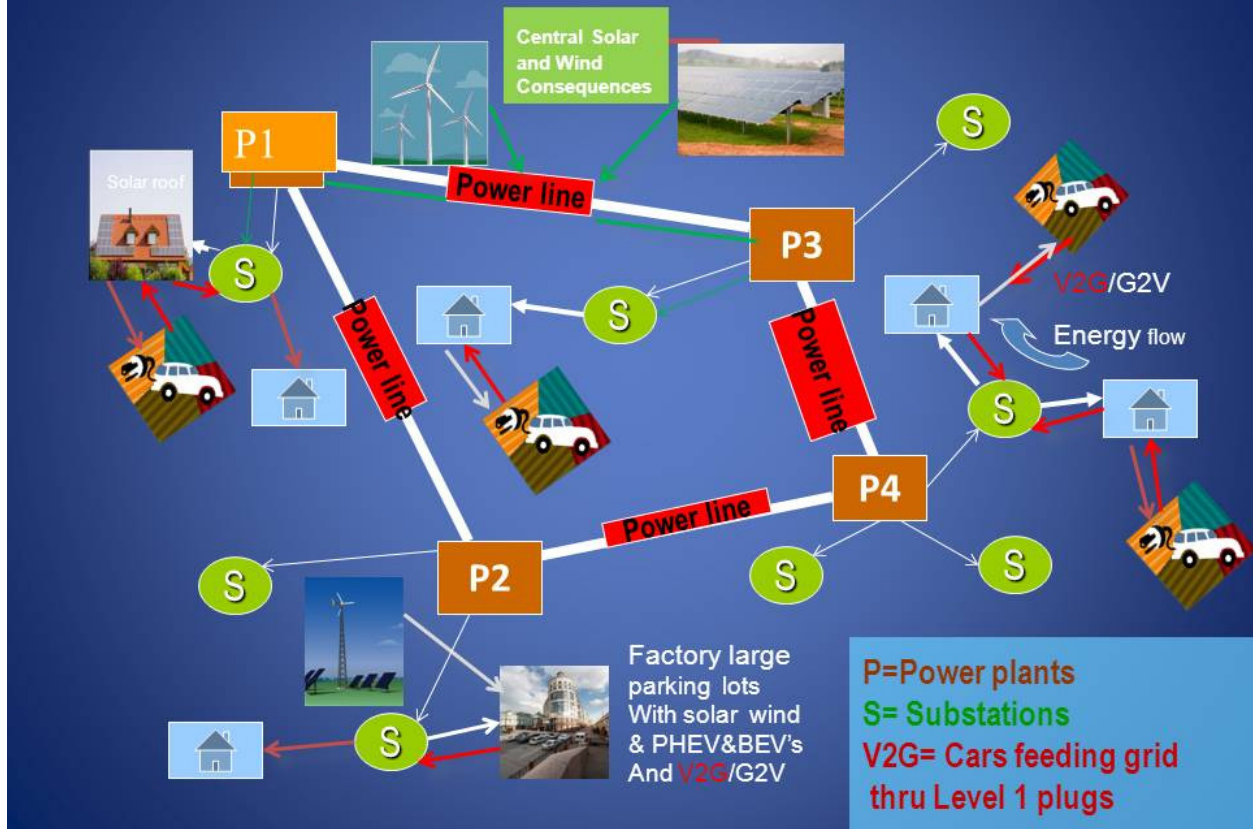 Central Solar
and Wind
Consequences
P1
Solar roof
Power line
S
P3
S
V2G/G2V
Energy flow
S
Power line
Power line
S
S
P4
Power line
P2
S
S
S
Factory large
parking lots
With solar wind
& PHEV&BEV's
And V2G/G2V
S
P=Power plants
S= Substations
V2G= Cars feeding grid
thru Level 1 plugs